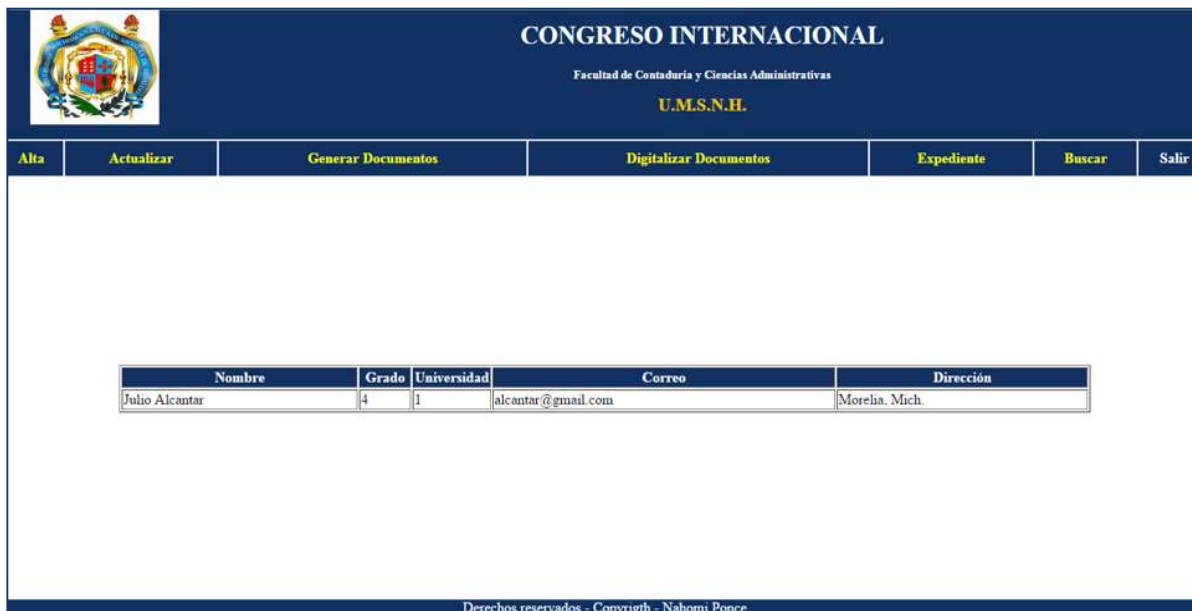 CONGRESO INTERNACIONAL
Facultad de Contaduría y Ciencias Administrativas
U.M.S.N.H.
Alta Actualizar Generar Documentos Digitalizar Documentos Expediente Buscar Salir
Nombre Grado Universidad Correo Dirección
Julio Alcantar 4 1 alcantar@gmail.com Morelia. Mich.
Derechos reservados - Copyrigth - Nahomi Ponce